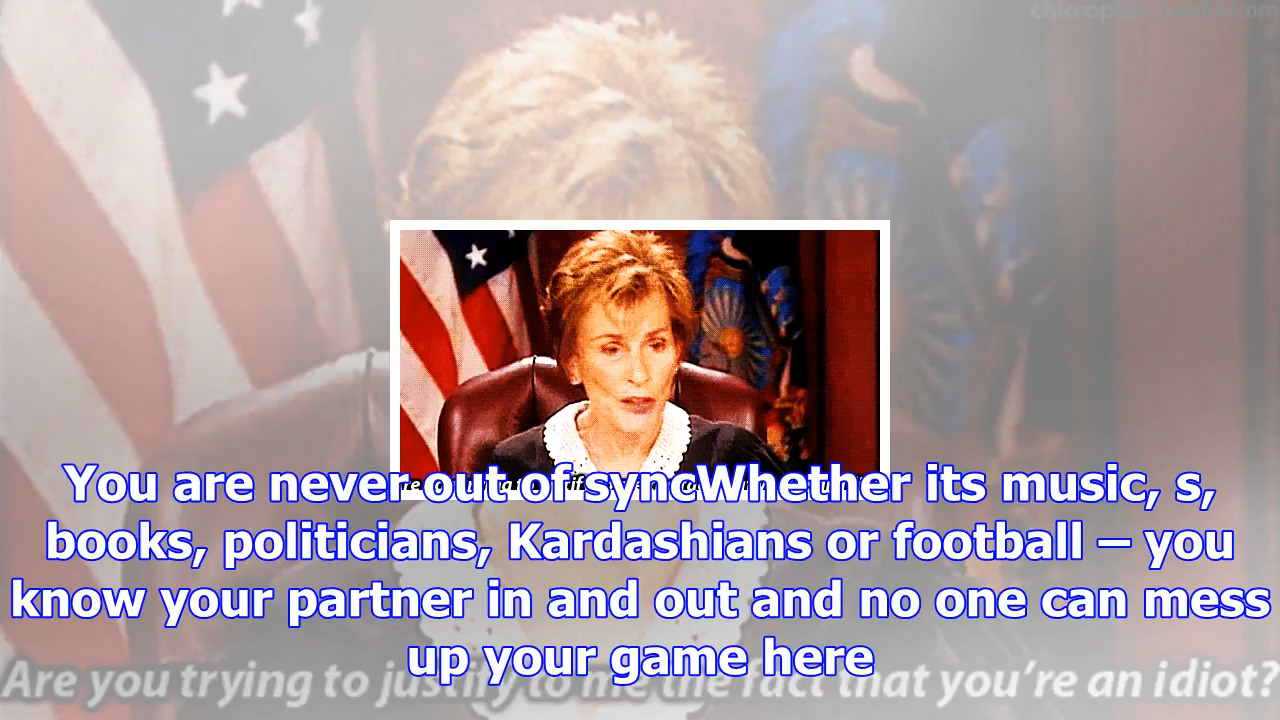 You are never out of syncWhether its music, s,
books, politicians, Kardashians or football – you
know your partner in and out and no one can mess
up your game here
Are you trying to justify to me the fact that you're an idiot?